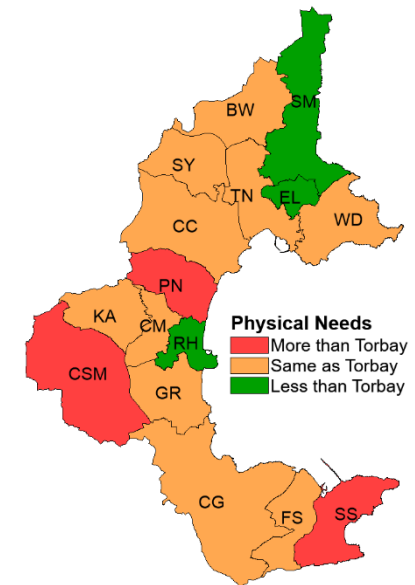 SM
BW
SY
TN
EL
WD
CC
PN
KA
CM
RH
CSM
GR
CG
FS
SS
Physical Needs
More than Torbay
Same as Torbay
Less than Torbay